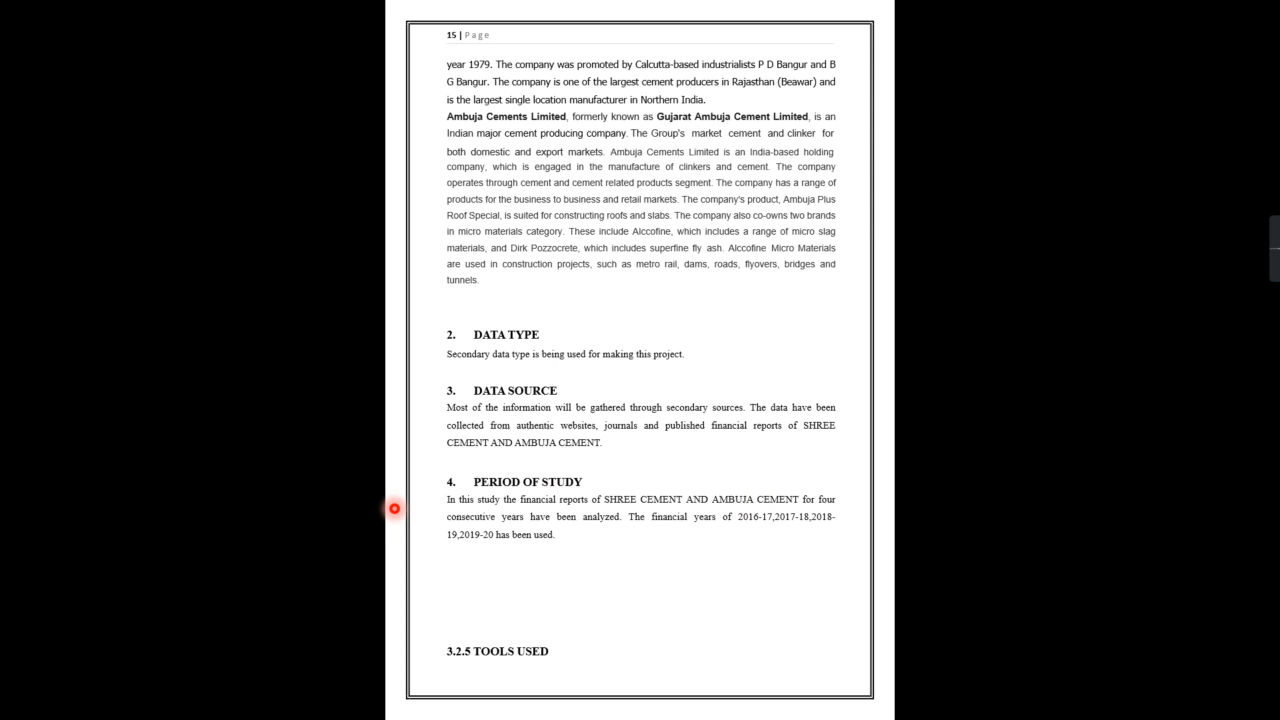 15 | Page
year 1979. The company was promoted by Calcutta-based industrialists P D Bangur and B
G Bangur. The company is one of the largest cement producers in Rajasthan (Beawar) and
is the largest single location manufacturer in Northern India.
Ambuja Cements Limited, formerly known as Gujarat Ambuja Cement Limited, is an
Indian major cement producing company. The Group's market cement and clinker for
both domestic and export markets. Ambuja Cements Limited is an India-based holding
company, which is engaged in the manufacture of clinkers and cement. The company
operates through cement and cement related products segment. The company has a range of
products for the business to business and retail markets. The company's product, Ambuja Plus
Roof Special, is suited for constructing roofs and slabs. The company also co-owns two brands
in micro materials category. These include Alccofine, which includes a range of micro slag
materials, and Dirk Pozzocrete, which includes superfine fly ash. Alccofine Micro Materials
are used in construction projects, such as metro rail, dams, roads, flyovers, bridges and
tunnels.
2. DATA TYPE
Secondary data type is being used for making this project.
3. DATA SOURCE
Most of the information will be gathered through secondary sources. The data have been
collected from authentic websites, journals and published financial reports of SHREE
CEMENT AND AMBUJA CEMENT.
4. PERIOD OF STUDY
In this study the financial reports of SHREE CEMENT AND AMBUJA CEMENT for four
consecutive years have been analyzed. The financial years of 2016-17,2017-18,2018-
19,2019-20 has been used.
3.2.5 TOOLS USED